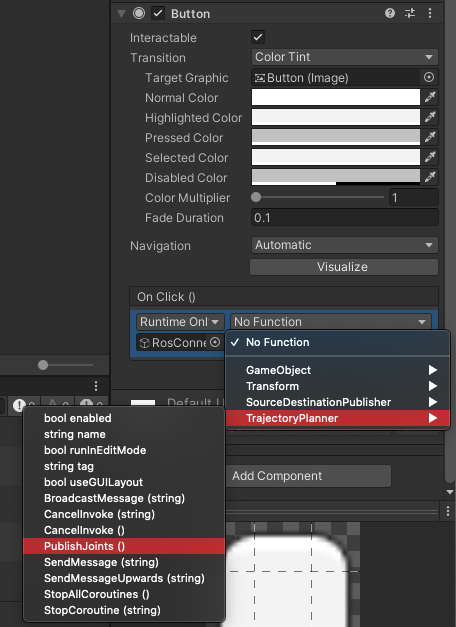 Button
Interactable
Transition Color Tint
Target Graphic Button (Image)
Normal Color
Highlighted Color
Pressed Color
Selected Color
Disabled Color
Color Multiplier 1
Fade Duration 0.1
Navigation Automatic
Visualize
On Click ()
Runtime Onl No Function
RosConne
No Function
GameObject
Transform
SourceDestinationPublisher
TrajectoryPlanner
Default U
bool enabled
string name
bool runInEditMode
string tag
bool useGUILayout
BroadcastMessage (string)
CancelInvoke (string)
CancelInvoke ()
PublishJoints ()
SendMessage (string)
SendMessageUpwards (string)
StopAllCoroutines ()
StopCoroutine (string)
Add Component